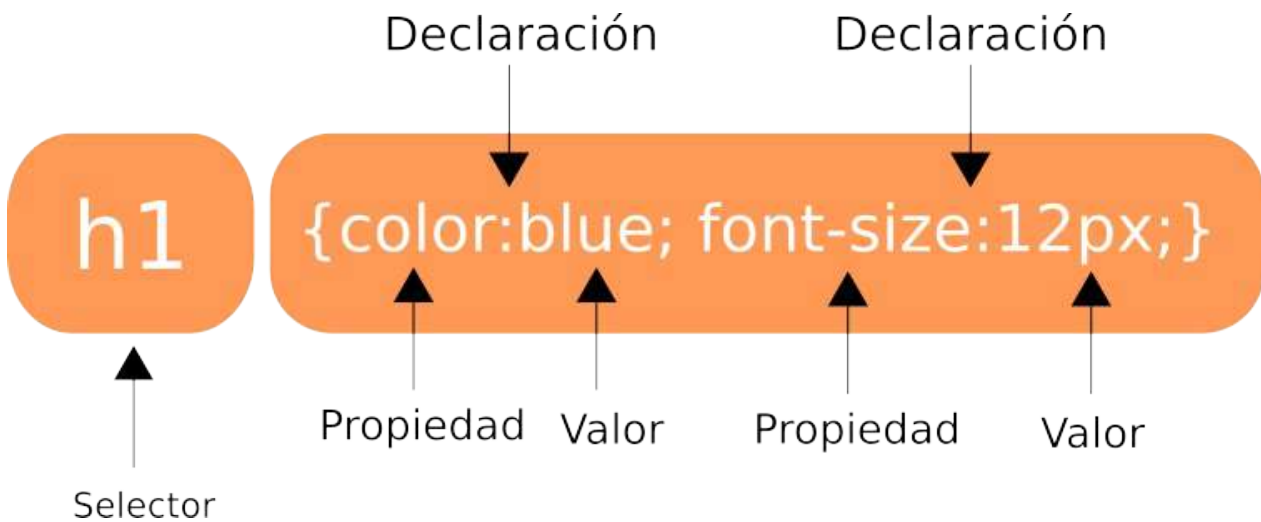 Declaración Declaración
h1 {color:blue; font-size:12px;}
Propiedad Valor Propiedad Valor
Selector